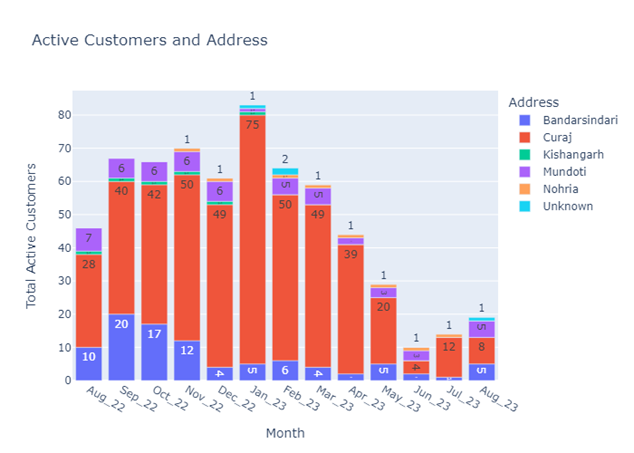 Active Customers and Address
1
80
75
70
1
2
6
6
6
1
1
60
6
5
5
50
40
42
50
49
50
49
1
7
40
39
28
1
30
3
20
20
20
17
1
12
1
1
5
3
10
12
8
10
4
5
6
4
5
4
5
0
Aug_22
Sep_22
Oct_22
Nov_22
Dec_22
Jan_23
Feb_23
Mar_23
Apr_23
May_23
Jun_23
Jul_23
Aug_23
Month
Total Active Customers
Address
Bandarsindari
Curaj
Kishangarh
Mundoti
Nohria
Unknown